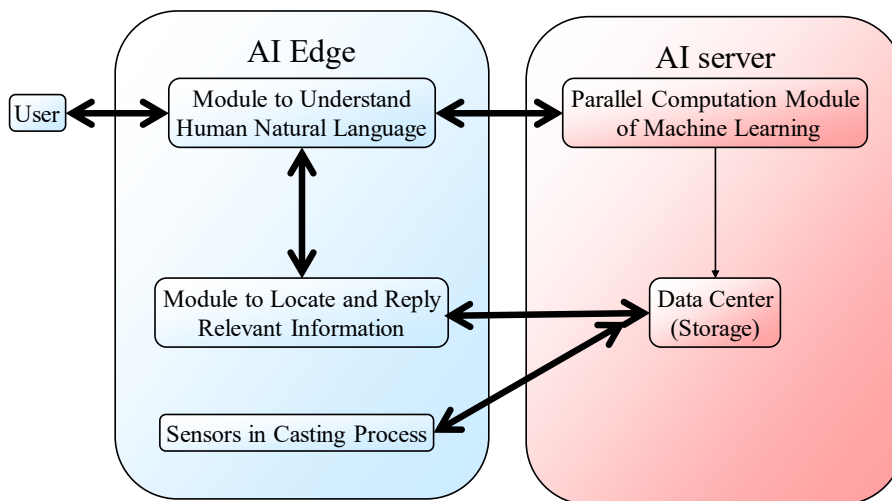 AI Edge
AI server
User
Module to Understand
Human Natural Language
Parallel Computation Module
of Machine Learning
Module to Locate and Reply
Relevant Information
Data Center
(Storage)
Sensors in Casting Process